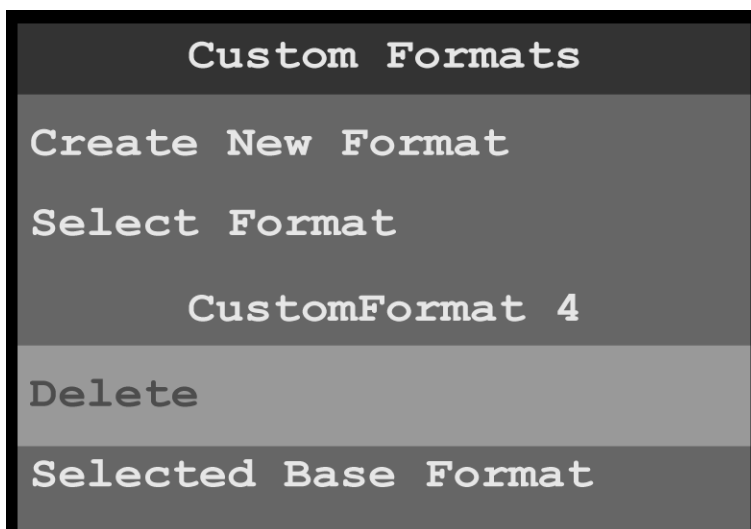 Custom Formats
Create New Format
Select Format
CustomFormat 4
Delete
Selected Base Format